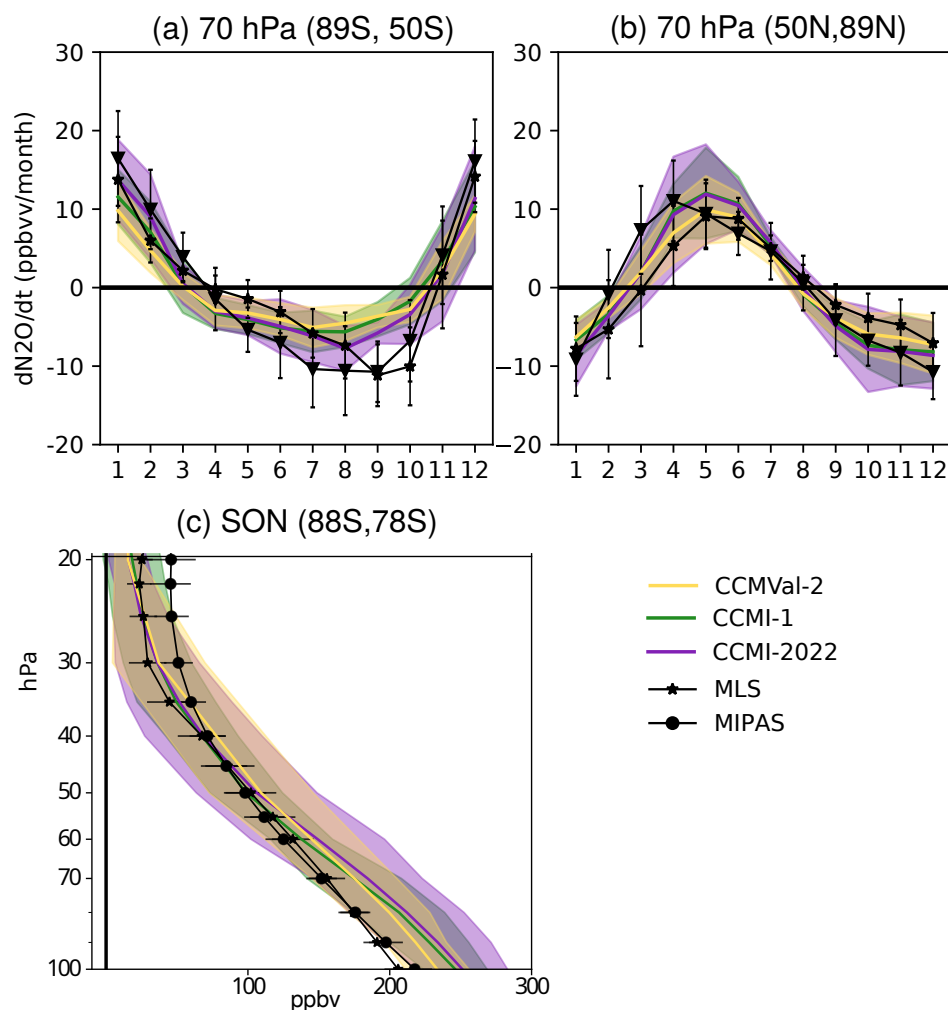 (a) 70 hPa (89S, 50S)
(b) 70 hPa (50N,89N)
dN2O/dt (ppbvv/month)
30
20
10
0
-10
-20
1 2 3 4 5 6 7 8 9 10 11 12
30
20
10
0
−10
−20
1 2 3 4 5 6 7 8 9 10 11 12
(c) SON (88S,78S)
hPa
20
30
40
50
60
70
100
100 200 300
ppbv
CCMVal-2
CCMI-1
CCMI-2022
MLS
MIPAS